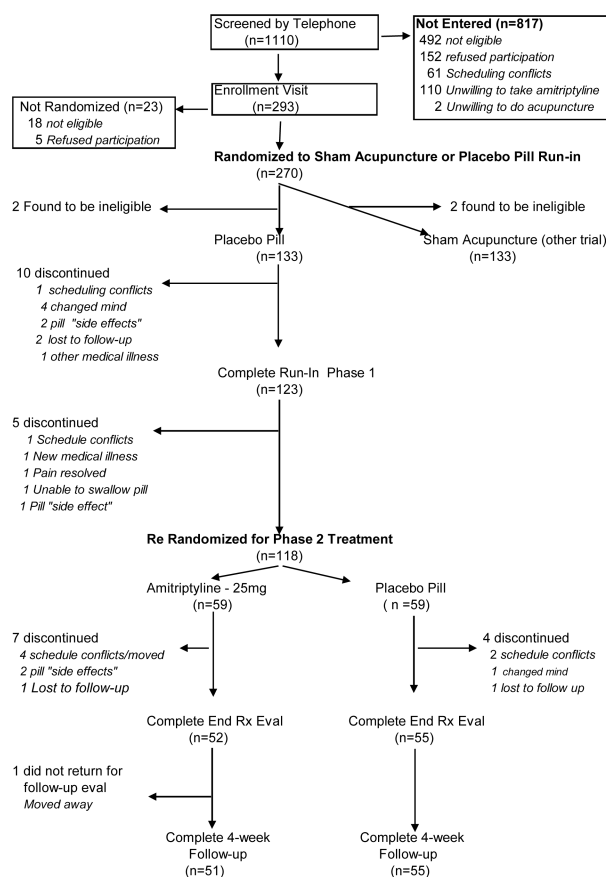 Screened by Telephone
(n=1110)
Not Entered (n=817)
492 not eligible
152 refused participation
61 Scheduling conflicts
110 Unwilling to take amitriptyline
2 Unwilling to do acupuncture
Enrollment Visit
(n=293)
Not Randomized (n=23)
18 not eligible
5 Refused participation
Randomized to Sham Acupuncture or Placebo Pill Run-in
(n=270)
2 Found to be ineligible
2 found to be ineligible
Placebo Pill
(n=133)
Sham Acupuncture (other trial)
(n=133)
10 discontinued
1 scheduling conflicts
4 changed mind
2 pill "side effects"
2 lost to follow-up
1 other medical illness
Complete Run-In Phase 1
(n=123)
5 discontinued
1 Schedule conflicts
1 New medical illness
1 Pain resolved
1 Unable to swallow pill
1 Pill "side effect"
Re Randomized for Phase 2 Treatment
(n=118)
Amitriptyline - 25mg
(n=59)
Placebo Pill
( n =59)
7 discontinued
4 schedule conflicts/moved
2 pill "side effects"
1 Lost to follow-up
4 discontinued
2 schedule conflicts
1 changed mind
1 lost to follow up
Complete End Rx Eval
(n=52)
Complete End Rx Eval
(n=55)
1 did not return for
follow-up eval
Moved away
Complete 4-week
Follow-up
(n=51)
Complete 4-week
Follow-up
(n=55)